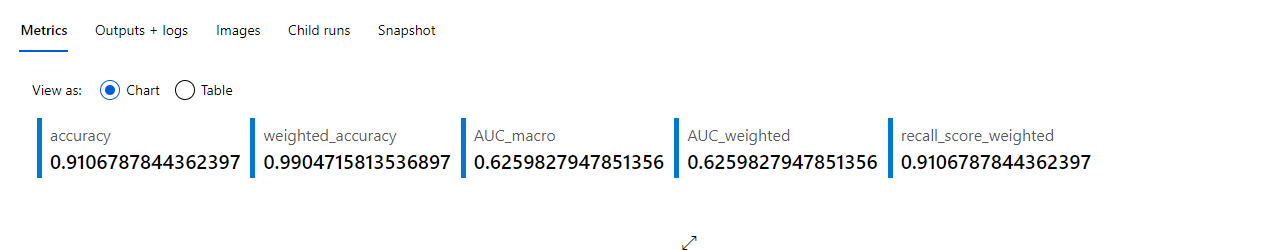 Metrics Outputs + logs Images Child runs Snapshot
View as: Chart Table
accuracy weighted_accuracy AUC_macro AUC_weighted recall_score_weighted
0.9106787844362397 0.9904715813536897 0.6259827947851356 0.6259827947851356 0.9106787844362397